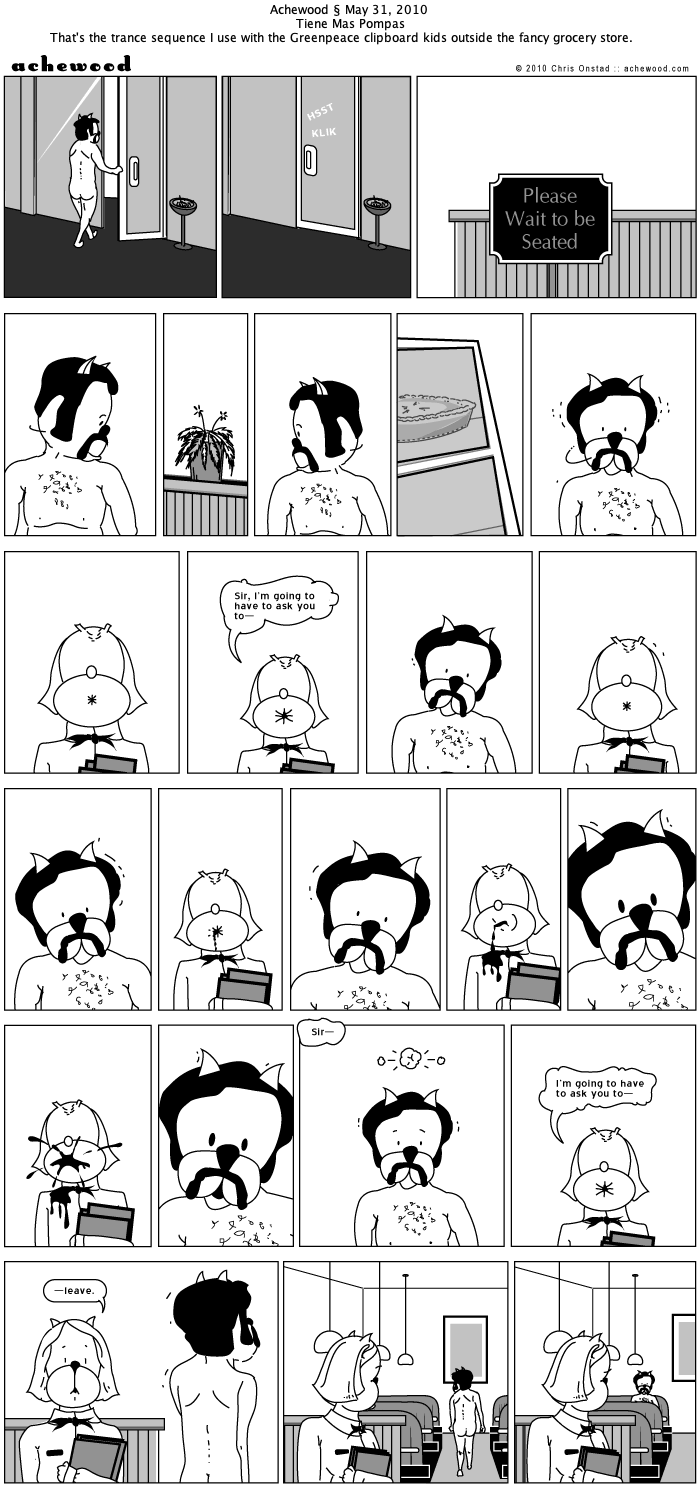 Achewood § May 31, 2010
Tiene Mas Pompas
That's the trance sequence I use with the Greenpeace clipboard kids outside the fancy grocery store.
achewood
© 2010 Chris Onstad :: achewood.com
HSST
KLIK
Please
Wait to be
Seated
Sir, I'm going to
have to ask you
to—
Sir—
I'm going to have
to ask you to—
—leave.